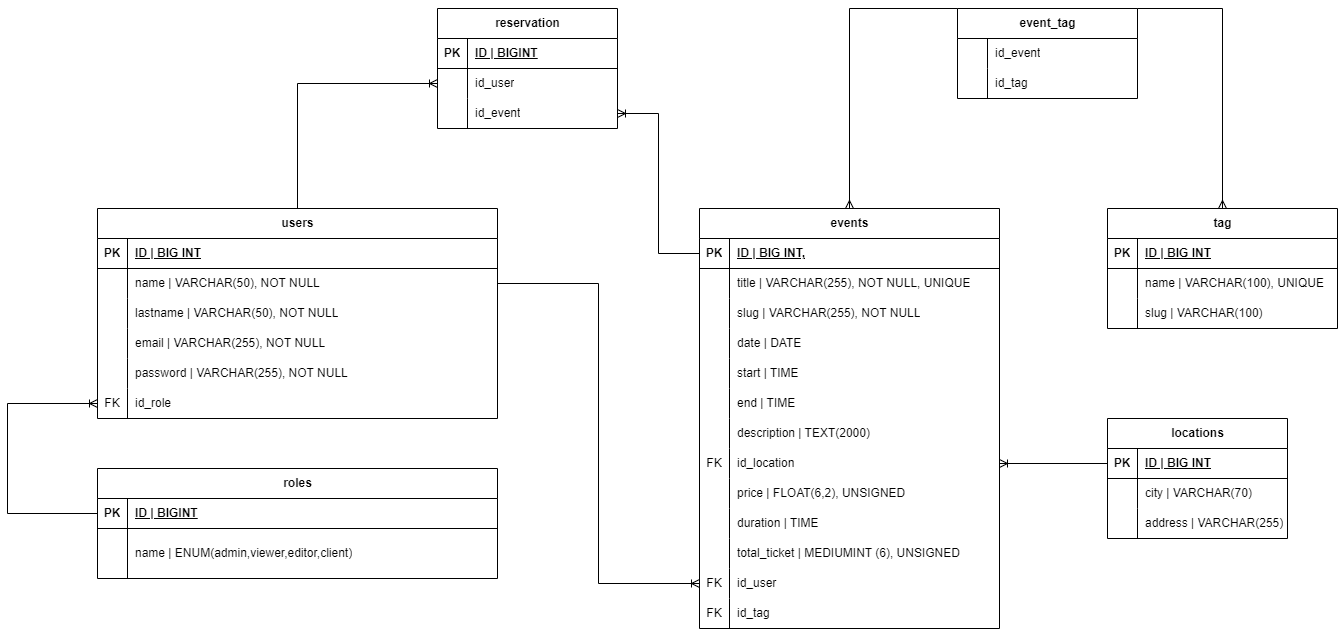 reservation
PK ID | BIGINT
id_user
id_event
event_tag
id_event
id_tag
users
PK ID | BIG INT
name | VARCHAR(50), NOT NULL
lastname | VARCHAR(50), NOT NULL
email | VARCHAR(255), NOT NULL
password | VARCHAR(255), NOT NULL
FK id_role
events
PK ID | BIG INT,
title | VARCHAR(255), NOT NULL, UNIQUE
slug | VARCHAR(255), NOT NULL
date | DATE
start | TIME
end | TIME
description | TEXT(2000)
FK id_location
price | FLOAT(6,2), UNSIGNED
duration | TIME
total_ticket | MEDIUMINT (6), UNSIGNED
FK id_user
FK id_tag
tag
PK ID | BIG INT
name | VARCHAR(100), UNIQUE
slug | VARCHAR(100)
locations
PK ID | BIG INT
city | VARCHAR(70)
address | VARCHAR(255)
roles
PK ID | BIGINT
name | ENUM(admin,viewer,editor,client)